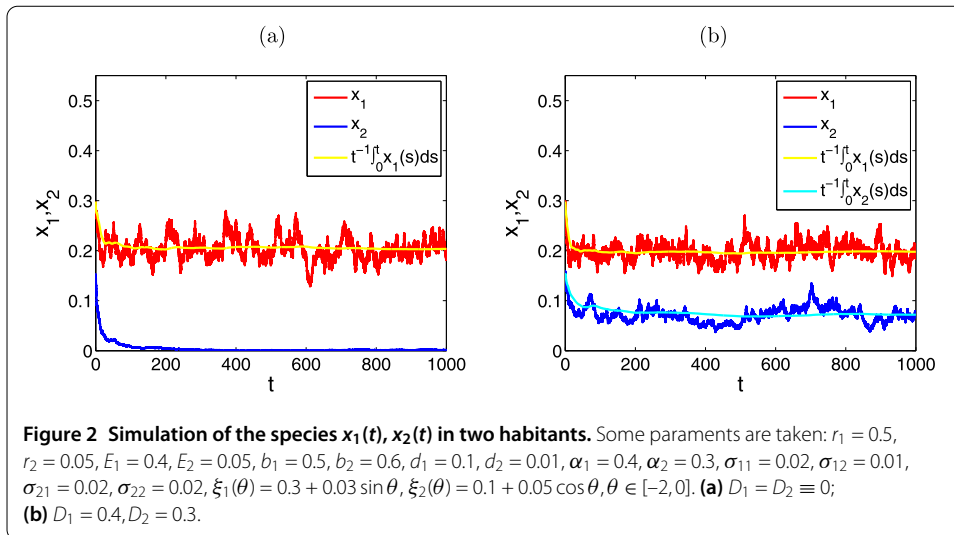 (a)
x₁,x₂
0.5
0.4
0.3
0.2
0.1
0
0 200 400 600 800 1000
t
x₁
x₂
t⁻¹∫₀ᵗx₁(s)ds
(b)
x₁,x₂
0.5
0.4
0.3
0.2
0.1
0
0 200 400 600 800 1000
t
x₁
x₂
t⁻¹∫₀ᵗx₁(s)ds
t⁻¹∫₀ᵗx₂(s)ds
Figure 2 Simulation of the species x₁(t), x₂(t) in two habitants. Some paraments are taken: r₁ = 0.5,
r₂ = 0.05, E₁ = 0.4, E₂ = 0.05, b₁ = 0.5, b₂ = 0.6, d₁ = 0.1, d₂ = 0.01, α₁ = 0.4, α₂ = 0.3, σ₁₁ = 0.02, σ₁₂ = 0.01,
σ₂₁ = 0.02, σ₂₂ = 0.02, ξ₁(θ) = 0.3 + 0.03 sin θ, ξ₂(θ) = 0.1 + 0.05 cos θ, θ ∈ [–2, 0]. (a) D₁ = D₂ ≡ 0;
(b) D₁ = 0.4, D₂ = 0.3.